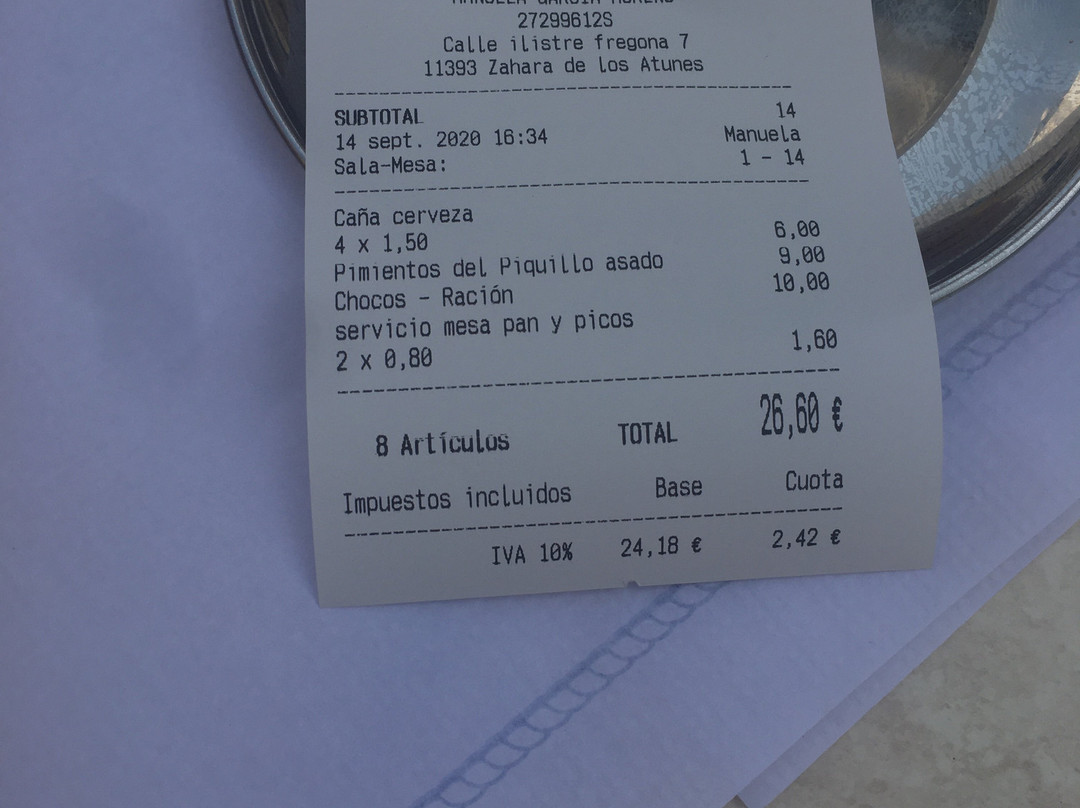 MANUELA GARCIA MORENO
27299612S
Calle ilistre fregona 7
11393 Zahara de los Atunes
SUBTOTAL 14
14 sept. 2020 16:34 Manuela
Sala-Mesa: 1 - 14
Caña cerveza
4 x 1,50 6,00
Pimientos del Piquillo asado 9,00
Chocos - Ración 10,00
servicio mesa pan y picos
2 x 0,80 1,60
8 Artículos TOTAL 26,60 €
Impuestos incluidos Base Cuota
IVA 10% 24,18 € 2,42 €